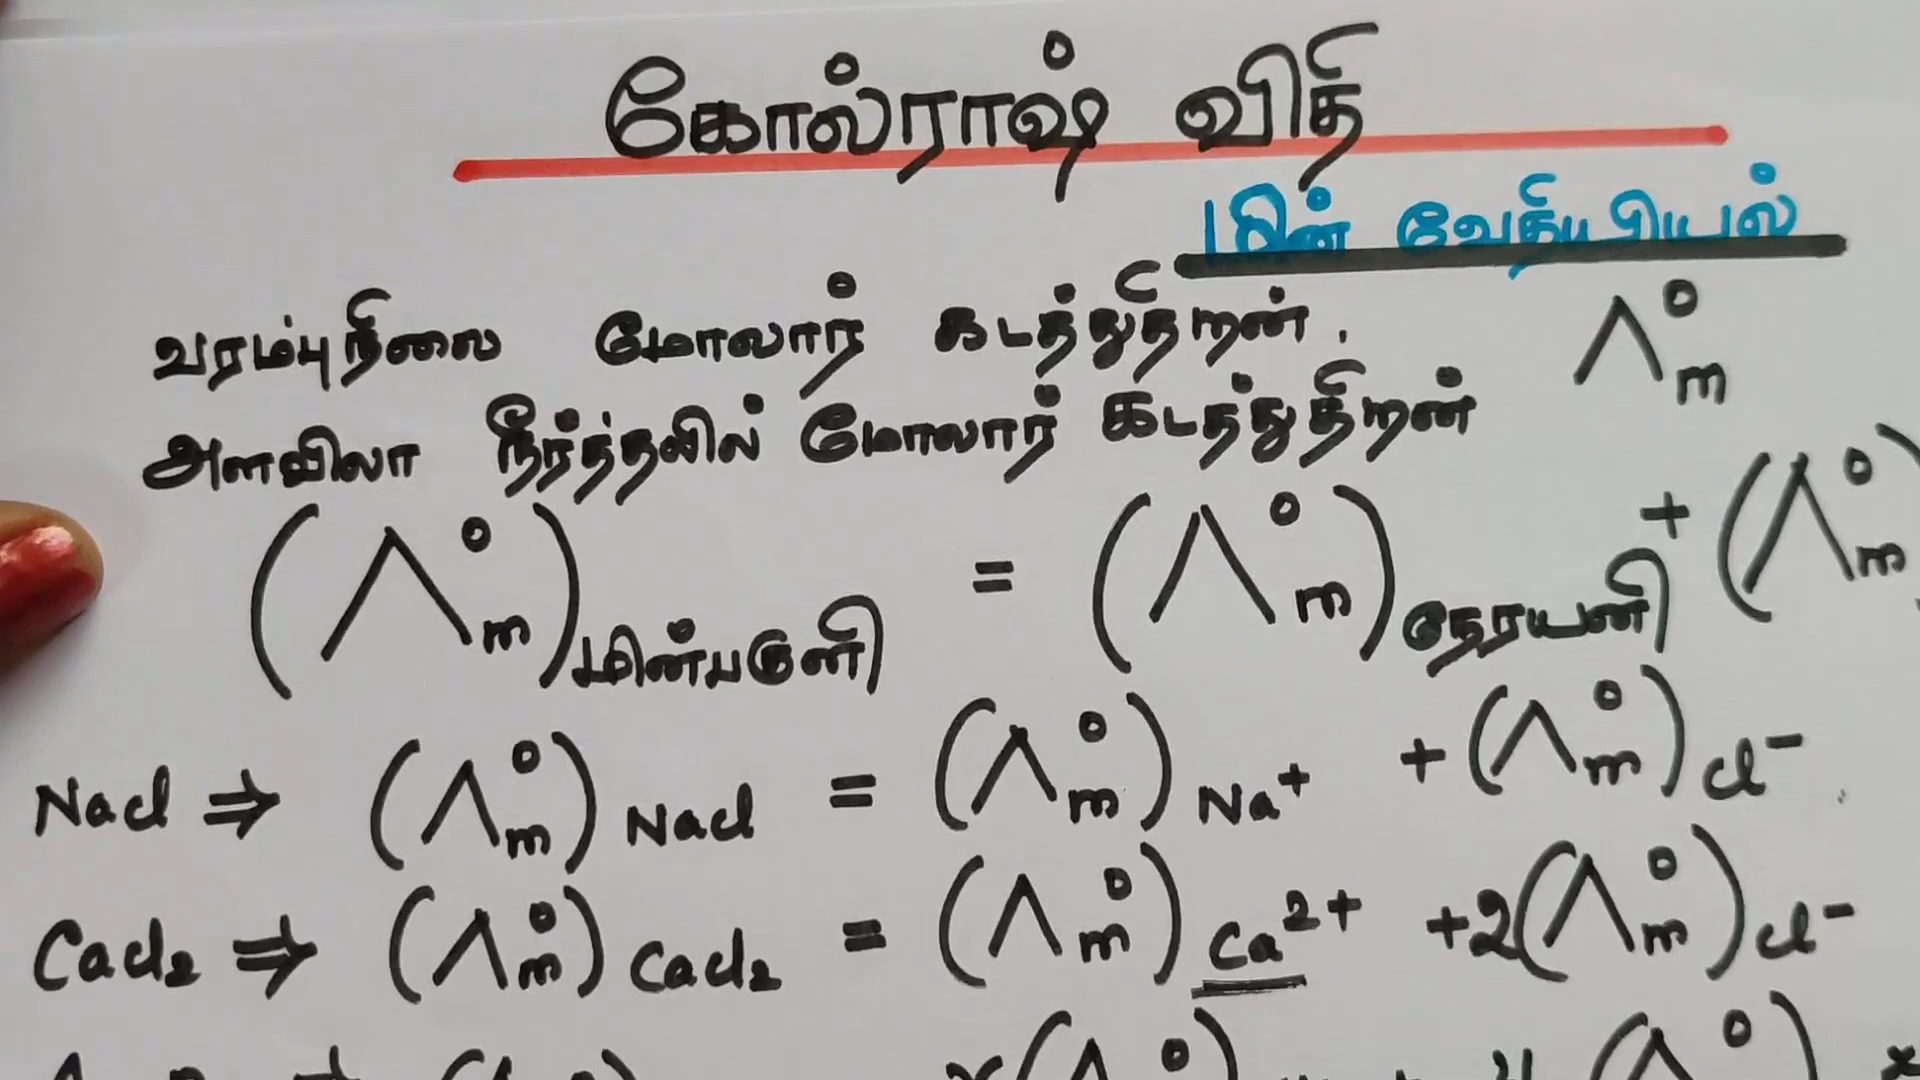 கோல்ராஷ் விதி
மின் வேதியியல்
வரம்புநிலை மோலார் கடத்துதிறன். Λ°m
அளவிலா நீர்த்தலில் மோலார் கடத்துதிறன்
(Λ°m)மின்பகுளி = (Λ°m)நேரயனி + (Λ°m
NaCl ⇒ (Λ°m) NaCl = (Λ°m) Na⁺ + (Λ°m) Cl⁻
CaCl₂ ⇒ (Λ°m) CaCl₂ = (Λ°m) Ca²⁺ + 2(Λ°m) Cl⁻